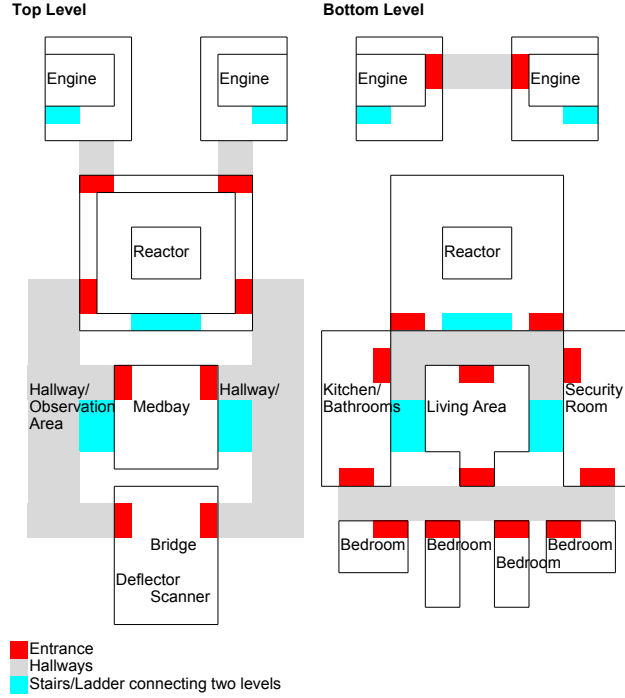 Top Level
Bottom Level
Engine
Engine
Engine
Engine
Reactor
Reactor
Hallway/
Observation
Area
Medbay
Hallway/
Kitchen/
Bathrooms
Living Area
Security
Room
Bridge
Deflector
Scanner
Bedroom
Bedroom
Bedroom
Bedroom
Entrance
Hallways
Stairs/Ladder connecting two levels